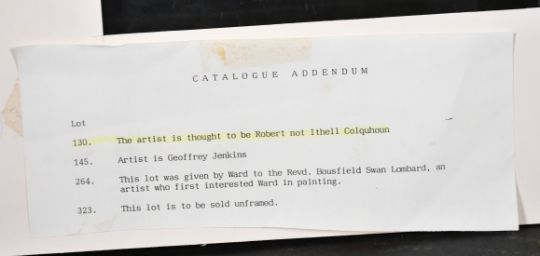 CATALOGUE ADDENDUM
Lot
130. The artist is thought to be Robert not Ithell Colquhoun
145. Artist is Geoffrey Jenkins
264. This lot was given by Ward to the Revd. Bousfield Swan Lombard, an
artist who first interested Ward in painting.
323. This lot is to be sold unframed.